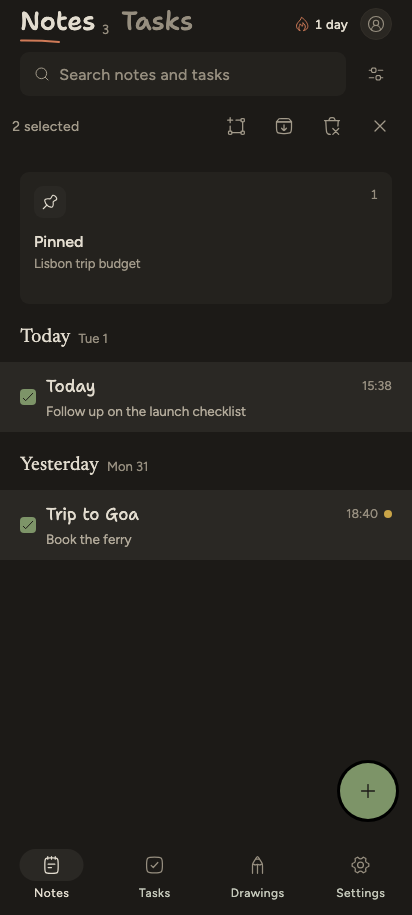 Notes 3 Tasks 1 day
Search notes and tasks
2 selected
1
Pinned
Lisbon trip budget
Today Tue 1
Today 15:38
Follow up on the launch checklist
Yesterday Mon 31
Trip to Goa 18:40
Book the ferry
Notes Tasks Drawings Settings